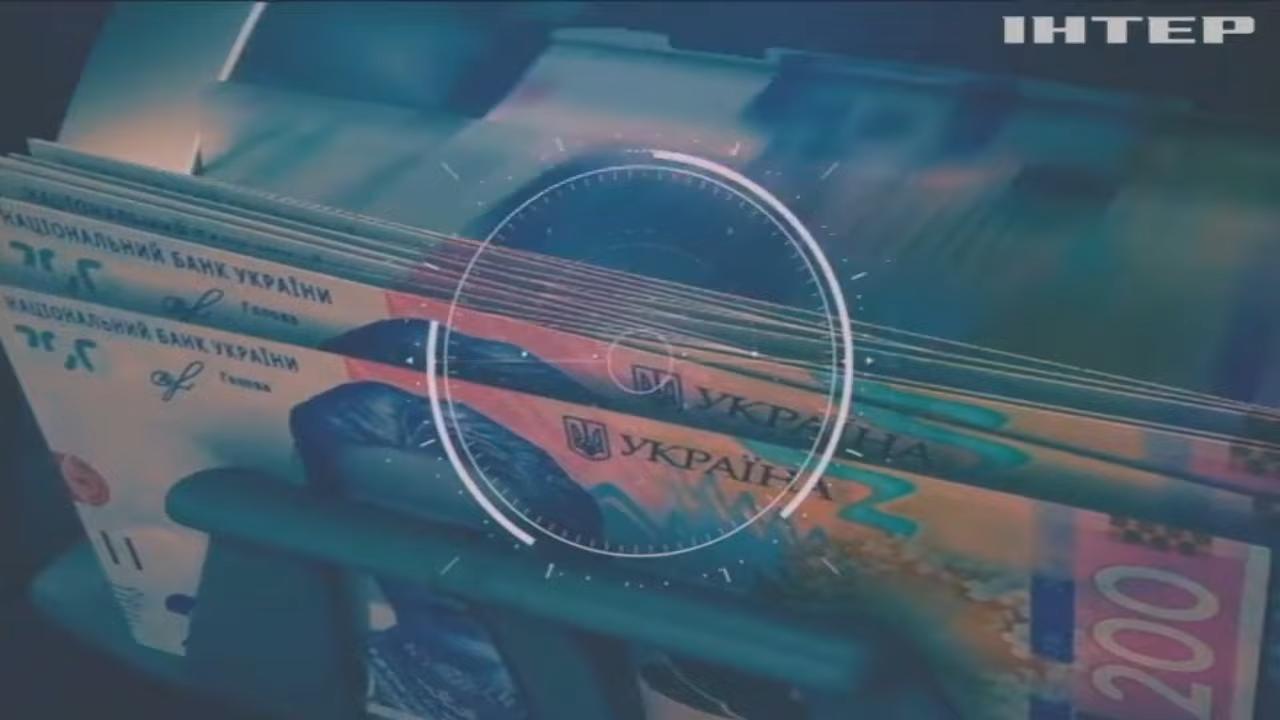 ІНТЕР
НАЦІОНАЛЬНИЙ БАНК УКРАЇНИ
Голова
НАЦІОНАЛЬНИЙ БАНК УКРАЇНИ
Голова
УКРАЇНА
УКРАЇНА
200